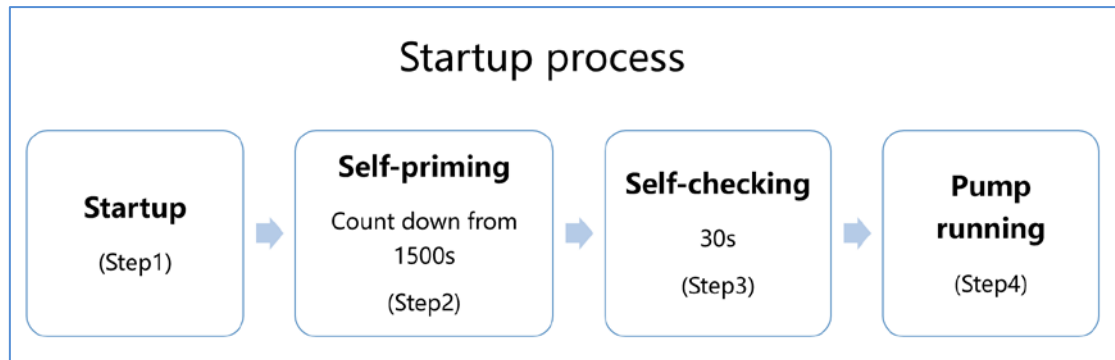 Startup process
Startup
(Step1)
Self-priming
Count down from
1500s
(Step2)
Self-checking
30s
(Step3)
Pump
running
(Step4)